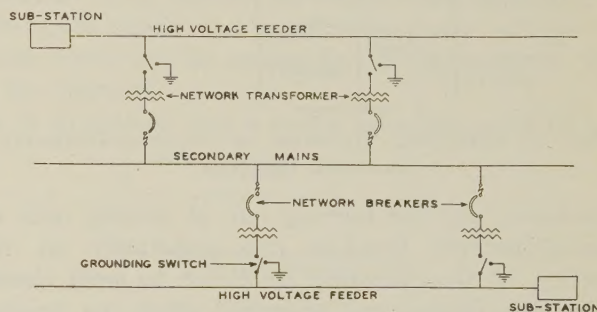 SUB-STATION
HIGH VOLTAGE FEEDER
NETWORK TRANSFORMER
SECONDARY MAINS
NETWORK BREAKERS
GROUNDING SWITCH
HIGH VOLTAGE FEEDER
SUB-STATION